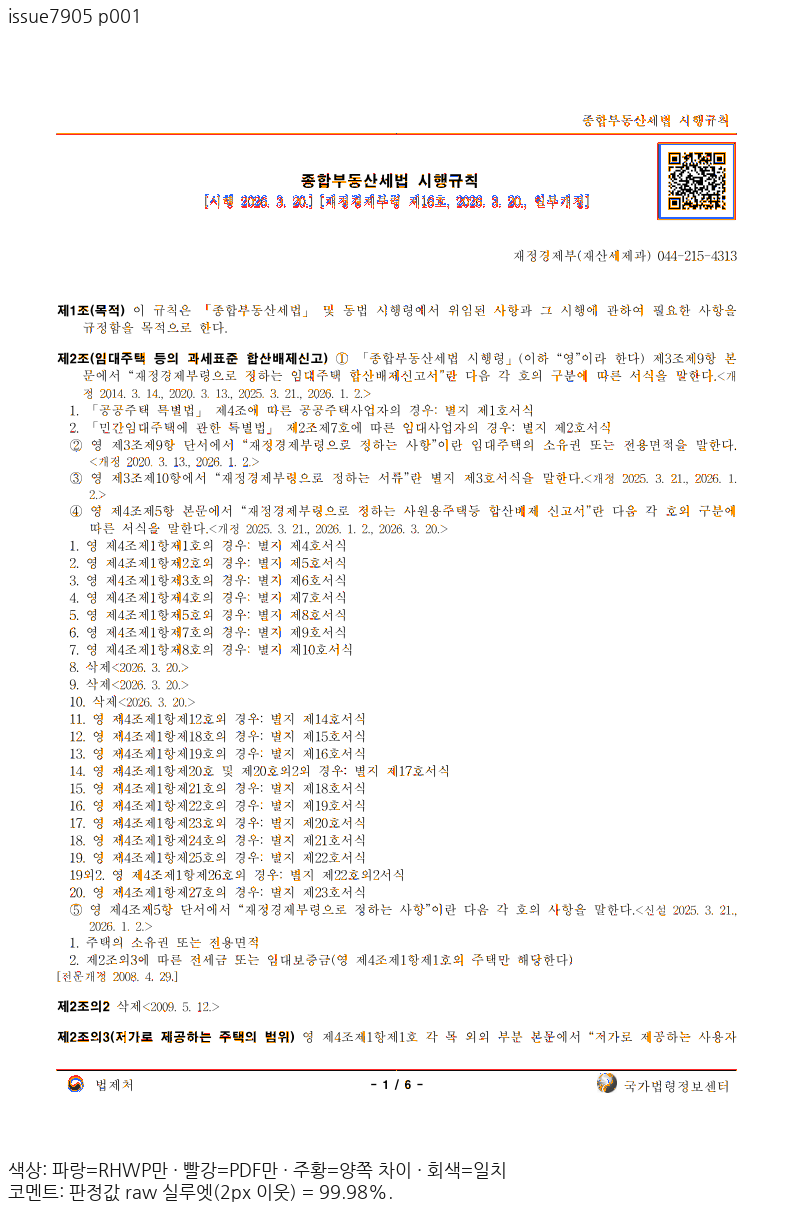 issue7905 p001
종합부동산세법 시행규칙
종합부동산세법 시행규칙
[시행 2026. 3. 20.] [재정경제부령 제16호, 2026. 3. 20., 일부개정]
재정경제부(재산세제과) 044-215-4313
제1조(목적) 이 규칙은 「종합부동산세법」 및 동법 시행령에서 위임된 사항과 그 시행에 관하여 필요한 사항을
규정함을 목적으로 한다.
제2조(임대주택 등의 과세표준 합산배제신고) ① 「종합부동산세법 시행령」(이하 “영”이라 한다) 제3조제9항 본
문에서 “재정경제부령으로 정하는 임대주택 합산배제신고서”란 다음 각 호의 구분에 따른 서식을 말한다.<개
정 2014. 3. 14., 2020. 3. 13., 2025. 3. 21., 2026. 1. 2.>
1. 「공공주택 특별법」 제4조에 따른 공공주택사업자의 경우: 별지 제1호서식
2. 「민간임대주택에 관한 특별법」 제2조제7호에 따른 임대사업자의 경우: 별지 제2호서식
② 영 제3조제9항 단서에서 “재정경제부령으로 정하는 사항”이란 임대주택의 소유권 또는 전용면적을 말한다.
<개정 2020. 3. 13., 2026. 1. 2.>
③ 영 제3조제10항에서 “재정경제부령으로 정하는 서류”란 별지 제3호서식을 말한다.<개정 2025. 3. 21., 2026. 1.
2.>
④ 영 제4조제5항 본문에서 “재정경제부령으로 정하는 사원용주택등 합산배제 신고서”란 다음 각 호의 구분에
따른 서식을 말한다.<개정 2025. 3. 21., 2026. 1. 2., 2026. 3. 20.>
1. 영 제4조제1항제1호의 경우: 별지 제4호서식
2. 영 제4조제1항제2호의 경우: 별지 제5호서식
3. 영 제4조제1항제3호의 경우: 별지 제6호서식
4. 영 제4조제1항제4호의 경우: 별지 제7호서식
5. 영 제4조제1항제5호의 경우: 별지 제8호서식
6. 영 제4조제1항제7호의 경우: 별지 제9호서식
7. 영 제4조제1항제8호의 경우: 별지 제10호서식
8. 삭제<2026. 3. 20.>
9. 삭제<2026. 3. 20.>
10. 삭제<2026. 3. 20.>
11. 영 제4조제1항제12호의 경우: 별지 제14호서식
12. 영 제4조제1항제18호의 경우: 별지 제15호서식
13. 영 제4조제1항제19호의 경우: 별지 제16호서식
14. 영 제4조제1항제20호 및 제20호의2의 경우: 별지 제17호서식
15. 영 제4조제1항제21호의 경우: 별지 제18호서식
16. 영 제4조제1항제22호의 경우: 별지 제19호서식
17. 영 제4조제1항제23호의 경우: 별지 제20호서식
18. 영 제4조제1항제24호의 경우: 별지 제21호서식
19. 영 제4조제1항제25호의 경우: 별지 제22호서식
19의2. 영 제4조제1항제26호의 경우: 별지 제22호의2서식
20. 영 제4조제1항제27호의 경우: 별지 제23호서식
⑤ 영 제4조제5항 단서에서 “재정경제부령으로 정하는 사항”이란 다음 각 호의 사항을 말한다.<신설 2025. 3. 21.,
2026. 1. 2.>
1. 주택의 소유권 또는 전용면적
2. 제2조의3에 따른 전세금 또는 임대보증금(영 제4조제1항제1호의 주택만 해당한다)
[전문개정 2008. 4. 29.]
제2조의2 삭제<2009. 5. 12.>
제2조의3(저가로 제공하는 주택의 범위) 영 제4조제1항제1호 각 목 외의 부분 본문에서 “저가로 제공하는 사용자
법제처
- 1 / 6 -
국가법령정보센터
색상: 파랑=RHWP만 · 빨강=PDF만 · 주황=양쪽 차이 · 회색=일치
코멘트: 판정값 raw 실루엣(2px 이웃) = 99.98%.